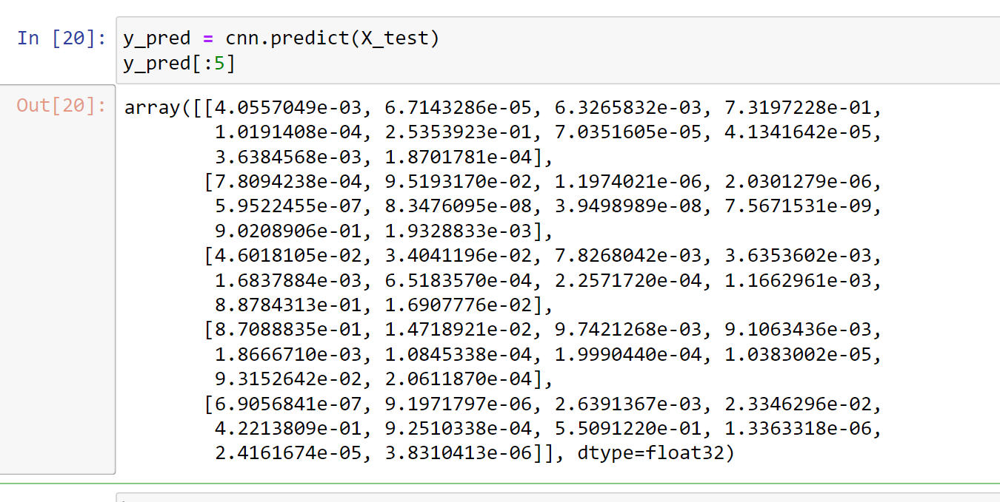 In [20]: y_pred = cnn.predict(X_test)
y_pred[:5]
Out[20]: array([[4.0557049e-03, 6.7143286e-05, 6.3265832e-03, 7.3197228e-01,
1.0191408e-04, 2.5353923e-01, 7.0351605e-05, 4.1341642e-05,
3.6384568e-03, 1.8701781e-04],
[7.8094238e-04, 9.5193170e-02, 1.1974021e-06, 2.0301279e-06,
5.9522455e-07, 8.3476095e-08, 3.9498989e-08, 7.5671531e-09,
9.0208906e-01, 1.9328833e-03],
[4.6018105e-02, 3.4041196e-02, 7.8268042e-03, 3.6353602e-03,
1.6837884e-03, 6.5183570e-04, 2.2571720e-04, 1.1662961e-03,
8.8784313e-01, 1.6907776e-02],
[8.7088835e-01, 1.4718921e-02, 9.7421268e-03, 9.1063436e-03,
1.8666710e-03, 1.0845338e-04, 1.9990440e-04, 1.0383002e-05,
9.3152642e-02, 2.0611870e-04],
[6.9056841e-07, 9.1971797e-06, 2.6391367e-03, 2.3346296e-02,
4.2213809e-01, 9.2510338e-04, 5.5091220e-01, 1.3363318e-06,
2.4161674e-05, 3.8310413e-06]], dtype=float32)